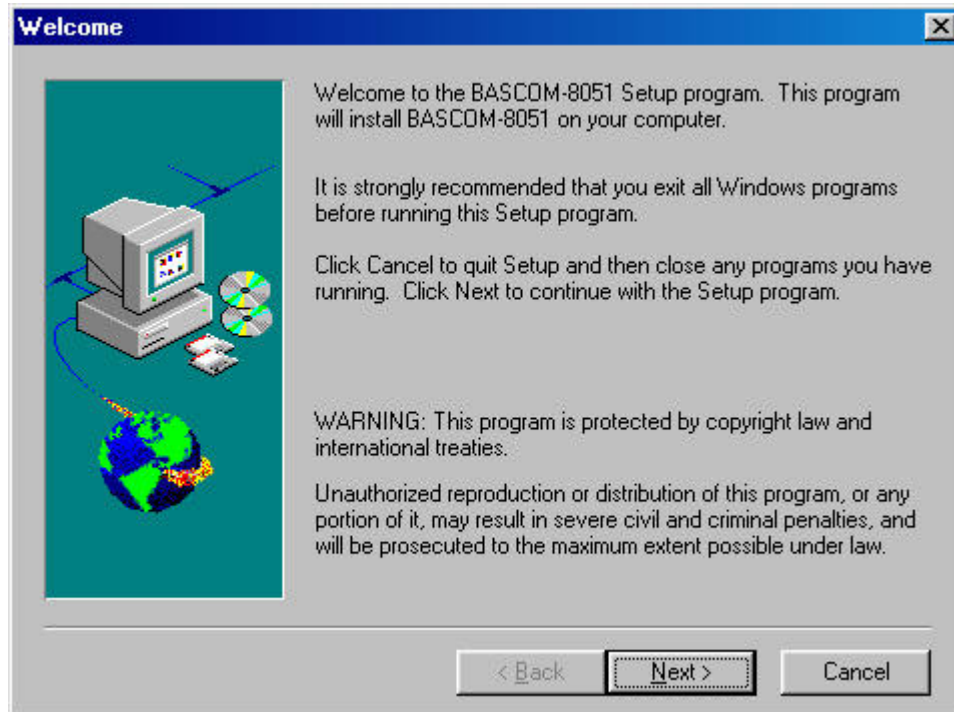 Welcome
Welcome to the BASCOM-8051 Setup program. This program
will install BASCOM-8051 on your computer.
It is strongly recommended that you exit all Windows programs
before running this Setup program.
Click Cancel to quit Setup and then close any programs you have
running. Click Next to continue with the Setup program.
WARNING: This program is protected by copyright law and
international treaties.
Unauthorized reproduction or distribution of this program, or any
portion of it, may result in severe civil and criminal penalties, and
will be prosecuted to the maximum extent possible under law.
< Back
Next >
Cancel